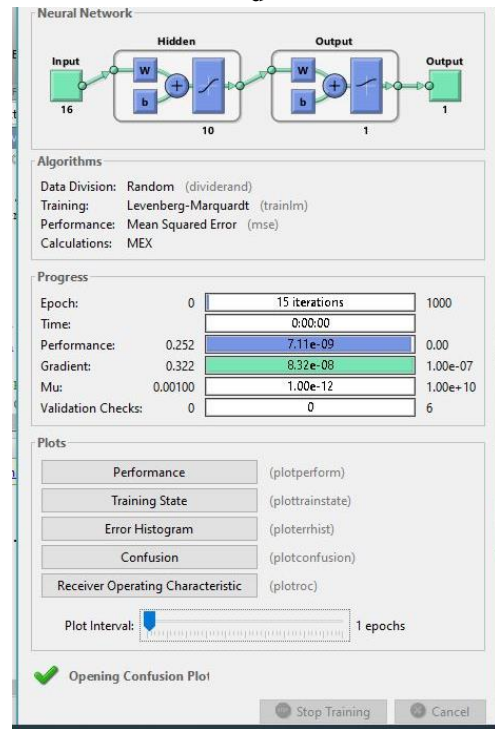 Neural Network
Hidden Output
Input Output
W W
b b
16 10 1 1
Algorithms
Data Division: Random (dividerand)
Training: Levenberg-Marquardt (trainlm)
Performance: Mean Squared Error (mse)
Calculations: MEX
Progress
Epoch: 0 15 iterations 1000
Time: 0:00:00
Performance: 0.252 7.11e-09 0.00
Gradient: 0.322 8.32e-08 1.00e-07
Mu: 0.00100 1.00e-12 1.00e+10
Validation Checks: 0 0 6
Plots
Performance (plotperform)
Training State (plottrainstate)
Error Histogram (ploterrhist)
Confusion (plotconfusion)
Receiver Operating Characteristic (plotroc)
Plot Interval: 1 epochs
Opening Confusion Plot
Stop Training Cancel